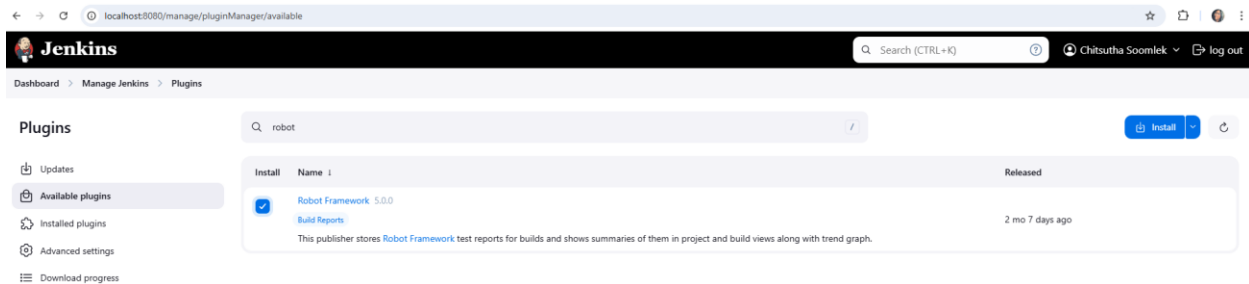 localhost:8080/manage/pluginManager/available
Jenkins
Search (CTRL+K)
?
Chitsutha Soomlek
log out
Dashboard > Manage Jenkins > Plugins
Plugins
robot
/
Install
Updates
Available plugins
Installed plugins
Advanced settings
Download progress
Install Name ↓ Released
Robot Framework 5.0.0
Build Reports
2 mo 7 days ago
This publisher stores Robot Framework test reports for builds and shows summaries of them in project and build views along with trend graph.